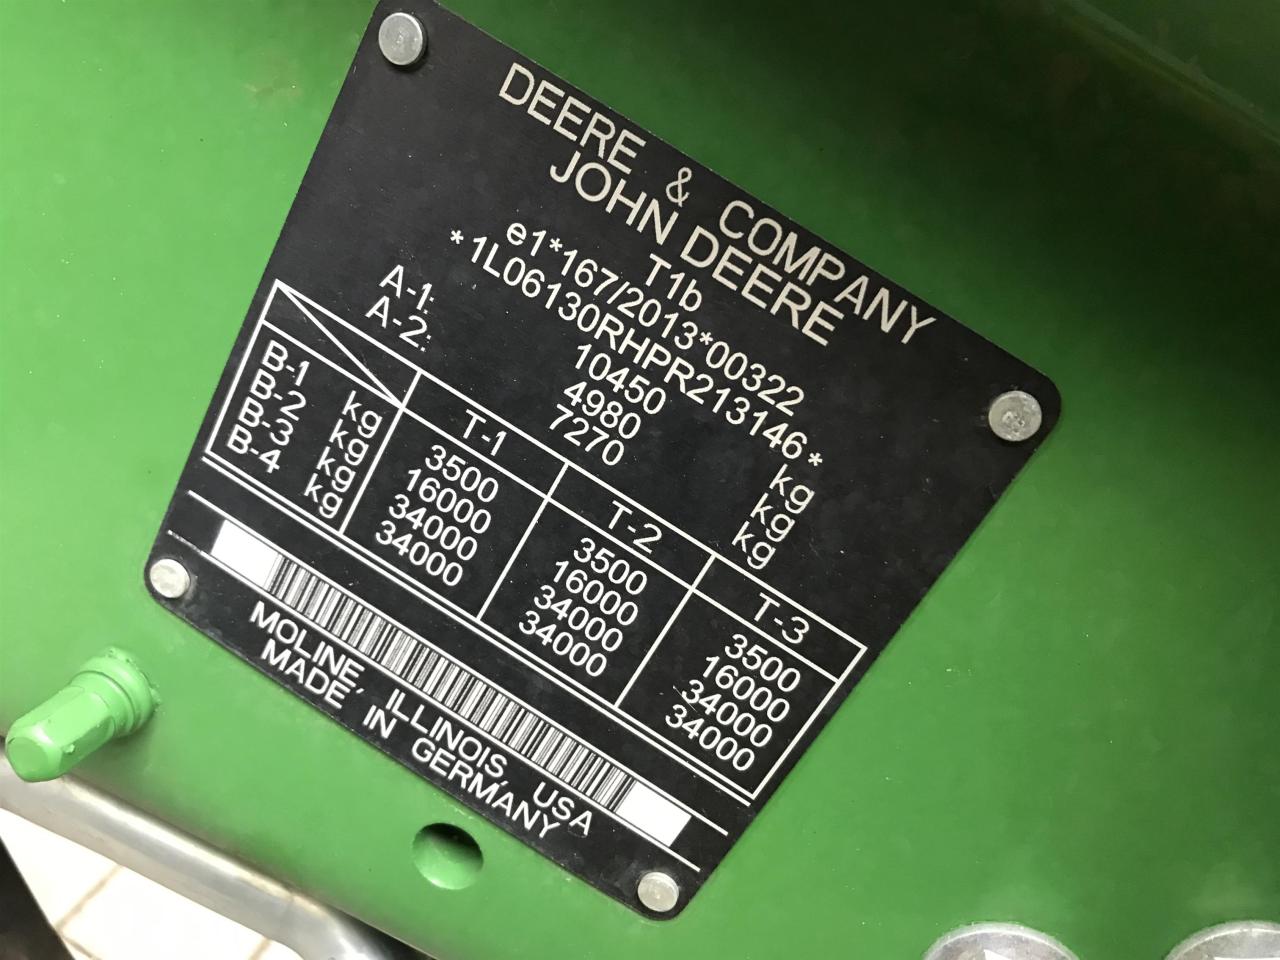 DEERE & COMPANY
JOHN DEERE
T1b
e1*167/2013*00322
*1L06130RHPR213146*
10450 kg
A-1: 4980 kg
A-2: 7270 kg
T-1 T-2 T-3
B-1 kg 3500 3500 3500
B-2 kg 16000 16000 16000
B-3 kg 34000 34000 34000
B-4 kg 34000 34000 34000
MOLINE, ILLINOIS, USA
MADE IN GERMANY